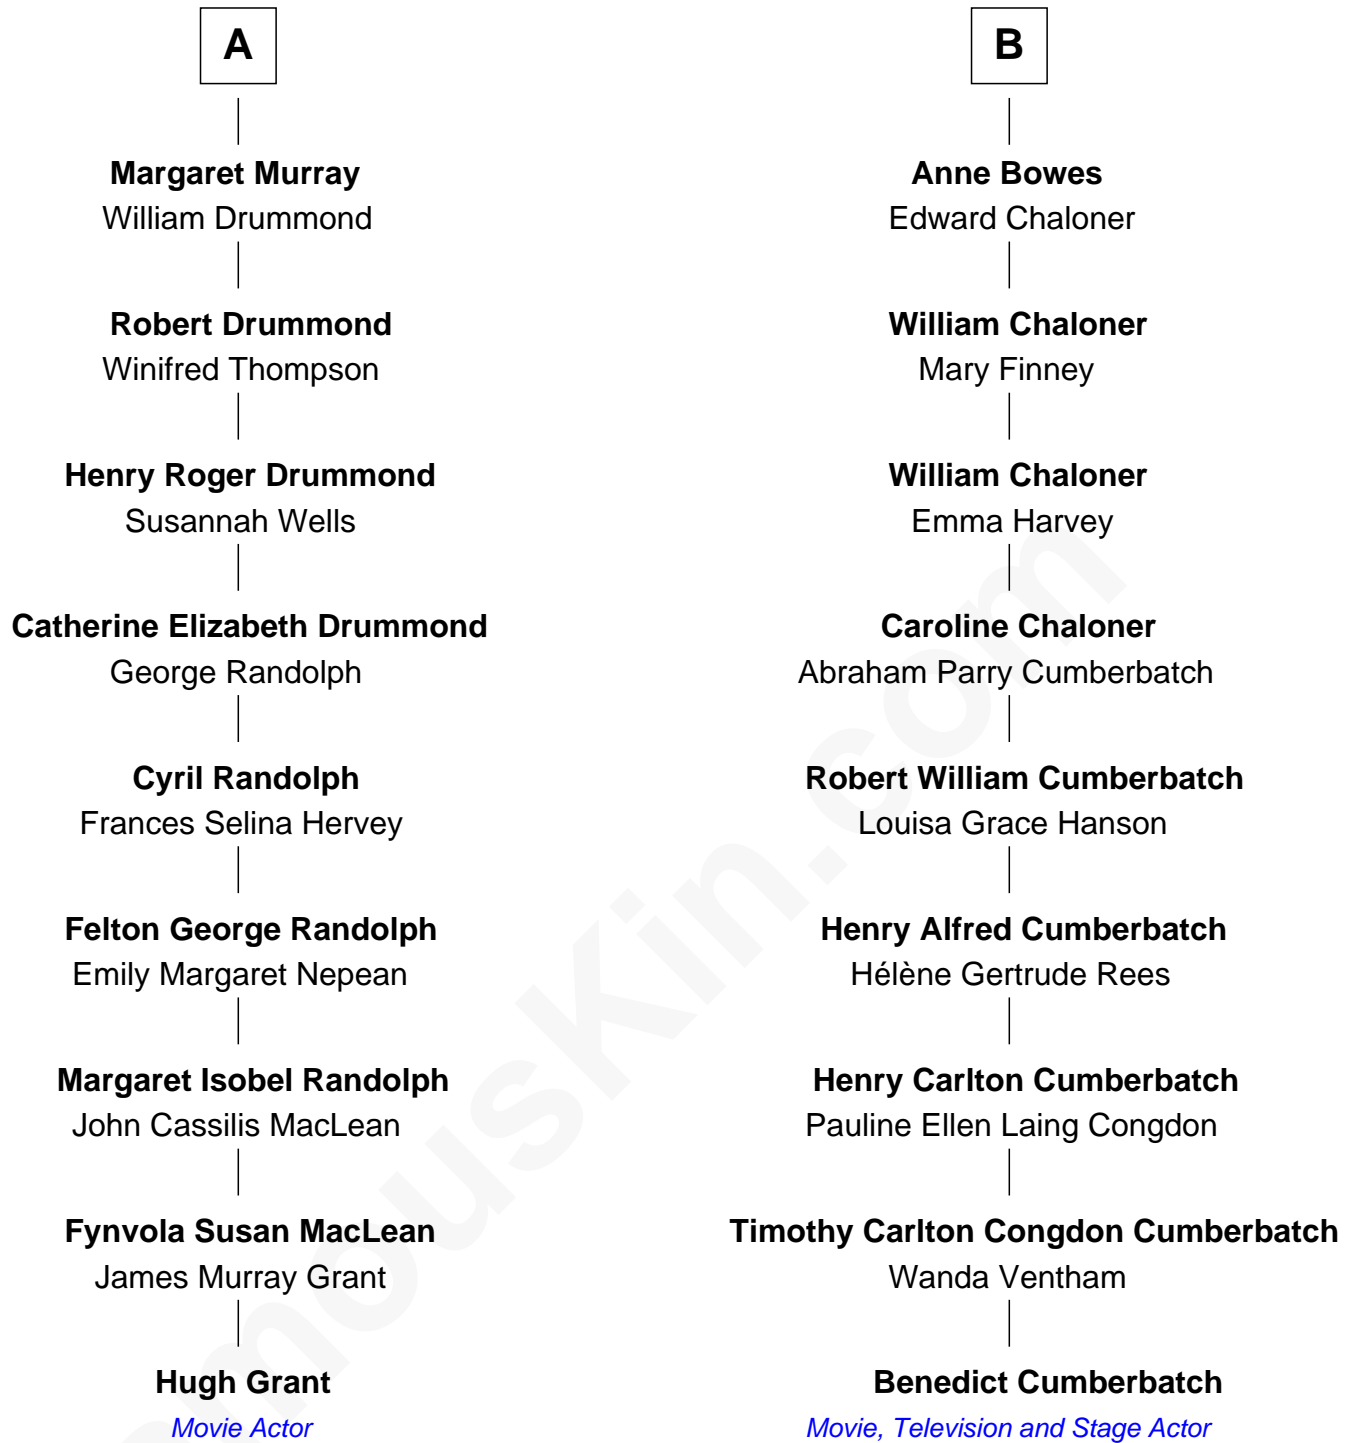 A
Margaret Murray
William Drummond
Robert Drummond
Winifred Thompson
Henry Roger Drummond
Susannah Wells
Catherine Elizabeth Drummond
George Randolph
Cyril Randolph
Frances Selina Hervey
Felton George Randolph
Emily Margaret Nepean
Margaret Isobel Randolph
John Cassilis MacLean
Fynvola Susan MacLean
James Murray Grant
Hugh Grant
Movie Actor
B
Anne Bowes
Edward Chaloner
William Chaloner
Mary Finney
William Chaloner
Emma Harvey
Caroline Chaloner
Abraham Parry Cumberbatch
Robert William Cumberbatch
Louisa Grace Hanson
Henry Alfred Cumberbatch
Hélène Gertrude Rees
Henry Carlton Cumberbatch
Pauline Ellen Laing Congdon
Timothy Carlton Congdon Cumberbatch
Wanda Ventham
Benedict Cumberbatch
Movie, Television and Stage Actor
mouskin.com